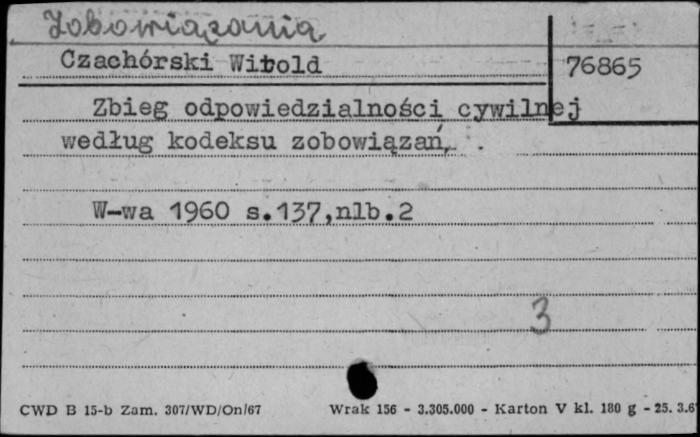 Zobowiązania
Czachórski Witold 76865
Zbieg odpowiedzialności cywilnej
według kodeksu zobowiązań,.
W-wa 1960 s.137,nlb.2
3
CWD B 15-b Zam. 307/WD/On/67 Wrak 156 - 3.305.000 - Karton V kl. 180 g - 25. 3.67